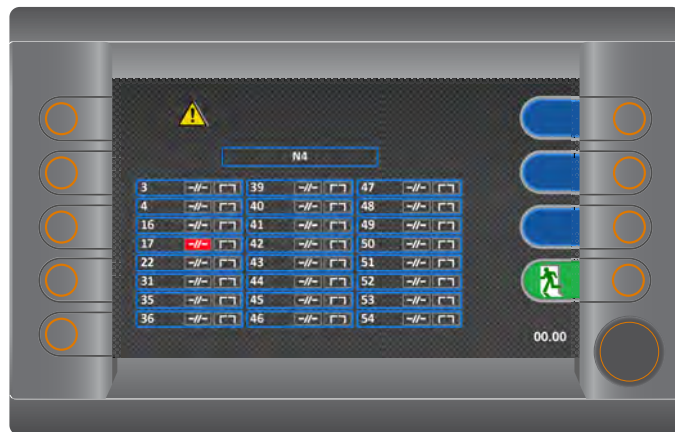 N4
3 -//- 39 -//- 47 -//-
4 -//- 40 -//- 48 -//-
16 -//- 41 -//- 49 -//-
17 -//- 42 -//- 50 -//-
22 -//- 43 -//- 51 -//-
31 -//- 44 -//- 52 -//-
35 -//- 45 -//- 53 -//-
36 -//- 46 -//- 54 -//-
00.00